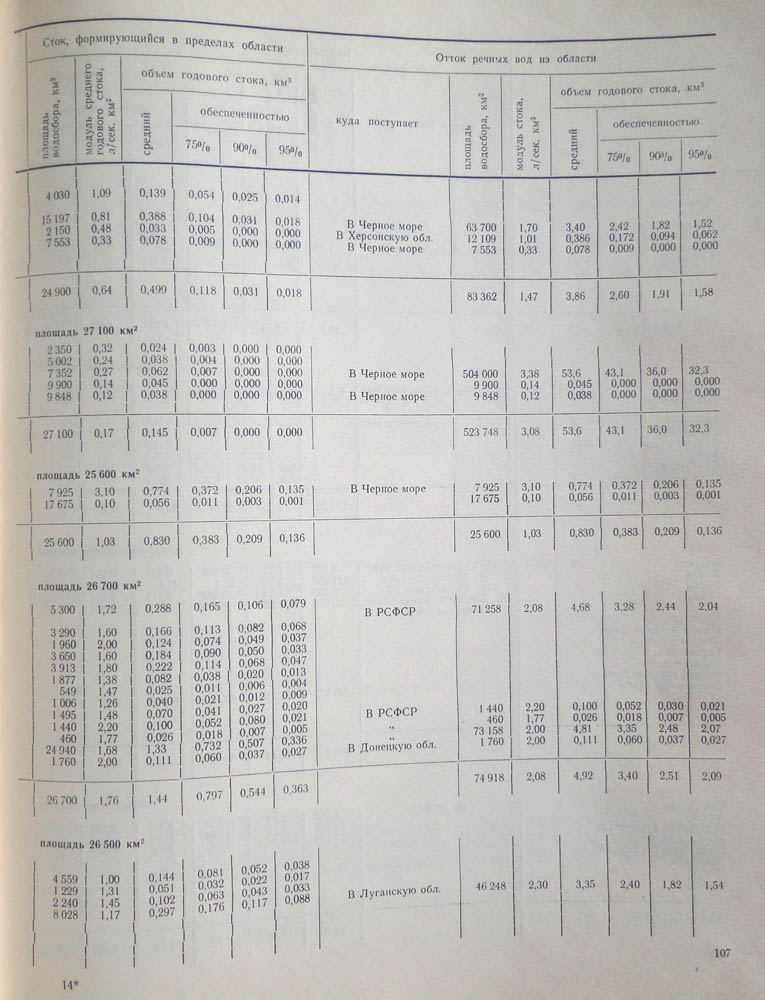 Сток, формирующийся в пределах области
Отток речных вод из области
площадь водосбора, км²
модуль среднего годового стока, л/сек. км²
объем годового стока, км³
средний
обеспеченностью
75%
90%
95%
куда поступает
площадь водосбора, км²
модуль стока, л/сек. км²
объем годового стока, км³
средний
обеспеченностью
75%
90%
95%
4 030 1,09 0,139 0,054 0,025 0,014
15 197 0,81 0,388 0,104 0,031 0,018 В Черное море 63 700 1,70 3,40 2,42 1,82 1,52
2 150 0,48 0,033 0,005 0,000 0,000 В Херсонскую обл. 12 109 1,01 0,386 0,172 0,094 0,062
7 553 0,33 0,078 0,009 0,000 0,000 В Черное море 7 553 0,33 0,078 0,009 0,000 0,000
24 900 0,64 0,499 0,118 0,031 0,018 83 362 1,47 3,86 2,60 1,91 1,58
площадь 27 100 км²
2 350 0,32 0,024 0,003 0,000 0,000
5 002 0,24 0,038 0,004 0,000 0,000
7 352 0,27 0,062 0,007 0,000 0,000 В Черное море 504 000 3,38 53,6 43,1 36,0 32,3
9 900 0,14 0,045 0,000 0,000 0,000 9 900 0,14 0,045 0,000 0,000 0,000
9 848 0,12 0,038 0,000 0,000 0,000 В Черное море 9 848 0,12 0,038 0,000 0,000 0,000
27 100 0,17 0,145 0,007 0,000 0,000 523 748 3,08 53,6 43,1 36,0 32,3
площадь 25 600 км²
7 925 3,10 0,774 0,372 0,206 0,135 В Черное море 7 925 3,10 0,774 0,372 0,206 0,135
17 675 0,10 0,056 0,011 0,003 0,001 17 675 0,10 0,056 0,011 0,003 0,001
25 600 1,03 0,830 0,383 0,209 0,136 25 600 1,03 0,830 0,383 0,209 0,136
площадь 26 700 км²
5 300 1,72 0,288 0,165 0,106 0,079 В РСФСР 71 258 2,08 4,68 3,28 2,44 2,04
3 290 1,60 0,166 0,113 0,082 0,068
1 960 2,00 0,124 0,074 0,049 0,037
3 650 1,60 0,184 0,090 0,050 0,033
3 913 1,80 0,222 0,114 0,068 0,047
1 877 1,38 0,082 0,038 0,020 0,013
549 1,47 0,025 0,011 0,006 0,004
1 006 1,26 0,040 0,021 0,012 0,009
1 495 1,48 0,070 0,041 0,027 0,020 В РСФСР 1 440 2,20 0,100 0,052 0,030 0,021
1 440 2,20 0,100 0,052 0,080 0,021 „ 460 1,77 0,026 0,018 0,007 0,005
460 1,77 0,026 0,018 0,007 0,005 „ 73 158 2,00 4,81 3,35 2,48 2,07
24 940 1,68 1,33 0,732 0,507 0,336 В Донецкую обл. 1 760 2,00 0,111 0,060 0,037 0,027
1 760 2,00 0,111 0,060 0,037 0,027
74 918 2,08 4,92 3,40 2,51 2,09
26 700 1,76 1,44 0,797 0,544 0,363
площадь 26 500 км²
4 559 1,00 0,144 0,081 0,052 0,038 В Луганскую обл. 46 248 2,30 3,35 2,40 1,82 1,54
1 229 1,31 0,051 0,032 0,022 0,017
2 240 1,45 0,102 0,063 0,043 0,033
8 028 1,17 0,297 0,176 0,117 0,088
107
14*